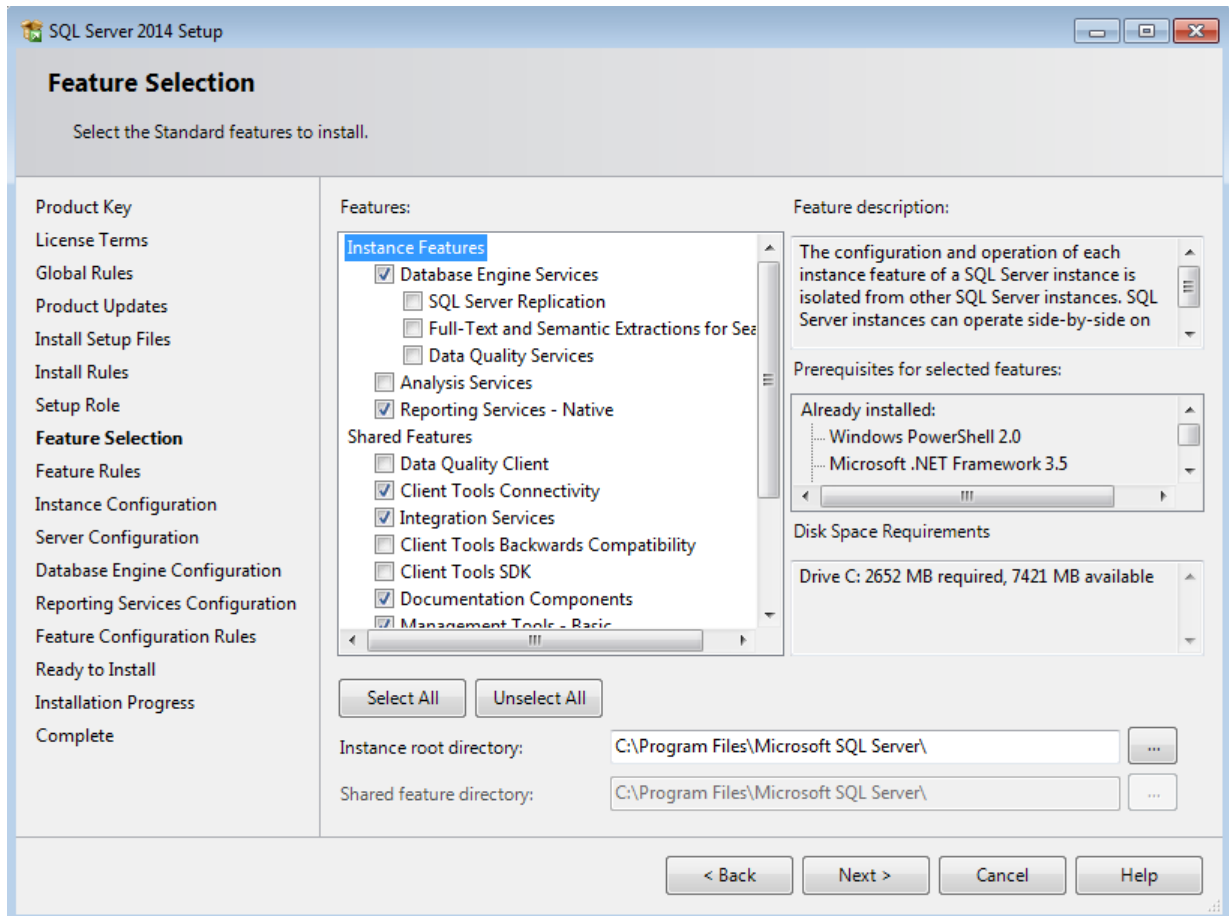 SQL Server 2014 Setup
Feature Selection
Select the Standard features to install.
Product Key
License Terms
Global Rules
Product Updates
Install Setup Files
Install Rules
Setup Role
Feature Selection
Feature Rules
Instance Configuration
Server Configuration
Database Engine Configuration
Reporting Services Configuration
Feature Configuration Rules
Ready to Install
Installation Progress
Complete
Features:
Instance Features
Database Engine Services
SQL Server Replication
Full-Text and Semantic Extractions for Sea
Data Quality Services
Analysis Services
Reporting Services - Native
Shared Features
Data Quality Client
Client Tools Connectivity
Integration Services
Client Tools Backwards Compatibility
Client Tools SDK
Documentation Components
Management Tools - Basic
Feature description:
The configuration and operation of each
instance feature of a SQL Server instance is
isolated from other SQL Server instances. SQL
Server instances can operate side-by-side on
Prerequisites for selected features:
Already installed:
Windows PowerShell 2.0
Microsoft .NET Framework 3.5
Disk Space Requirements
Drive C: 2652 MB required, 7421 MB available
Select All
Unselect All
Instance root directory:
C:\Program Files\Microsoft SQL Server\
...
Shared feature directory:
C:\Program Files\Microsoft SQL Server\
...
< Back
Next >
Cancel
Help